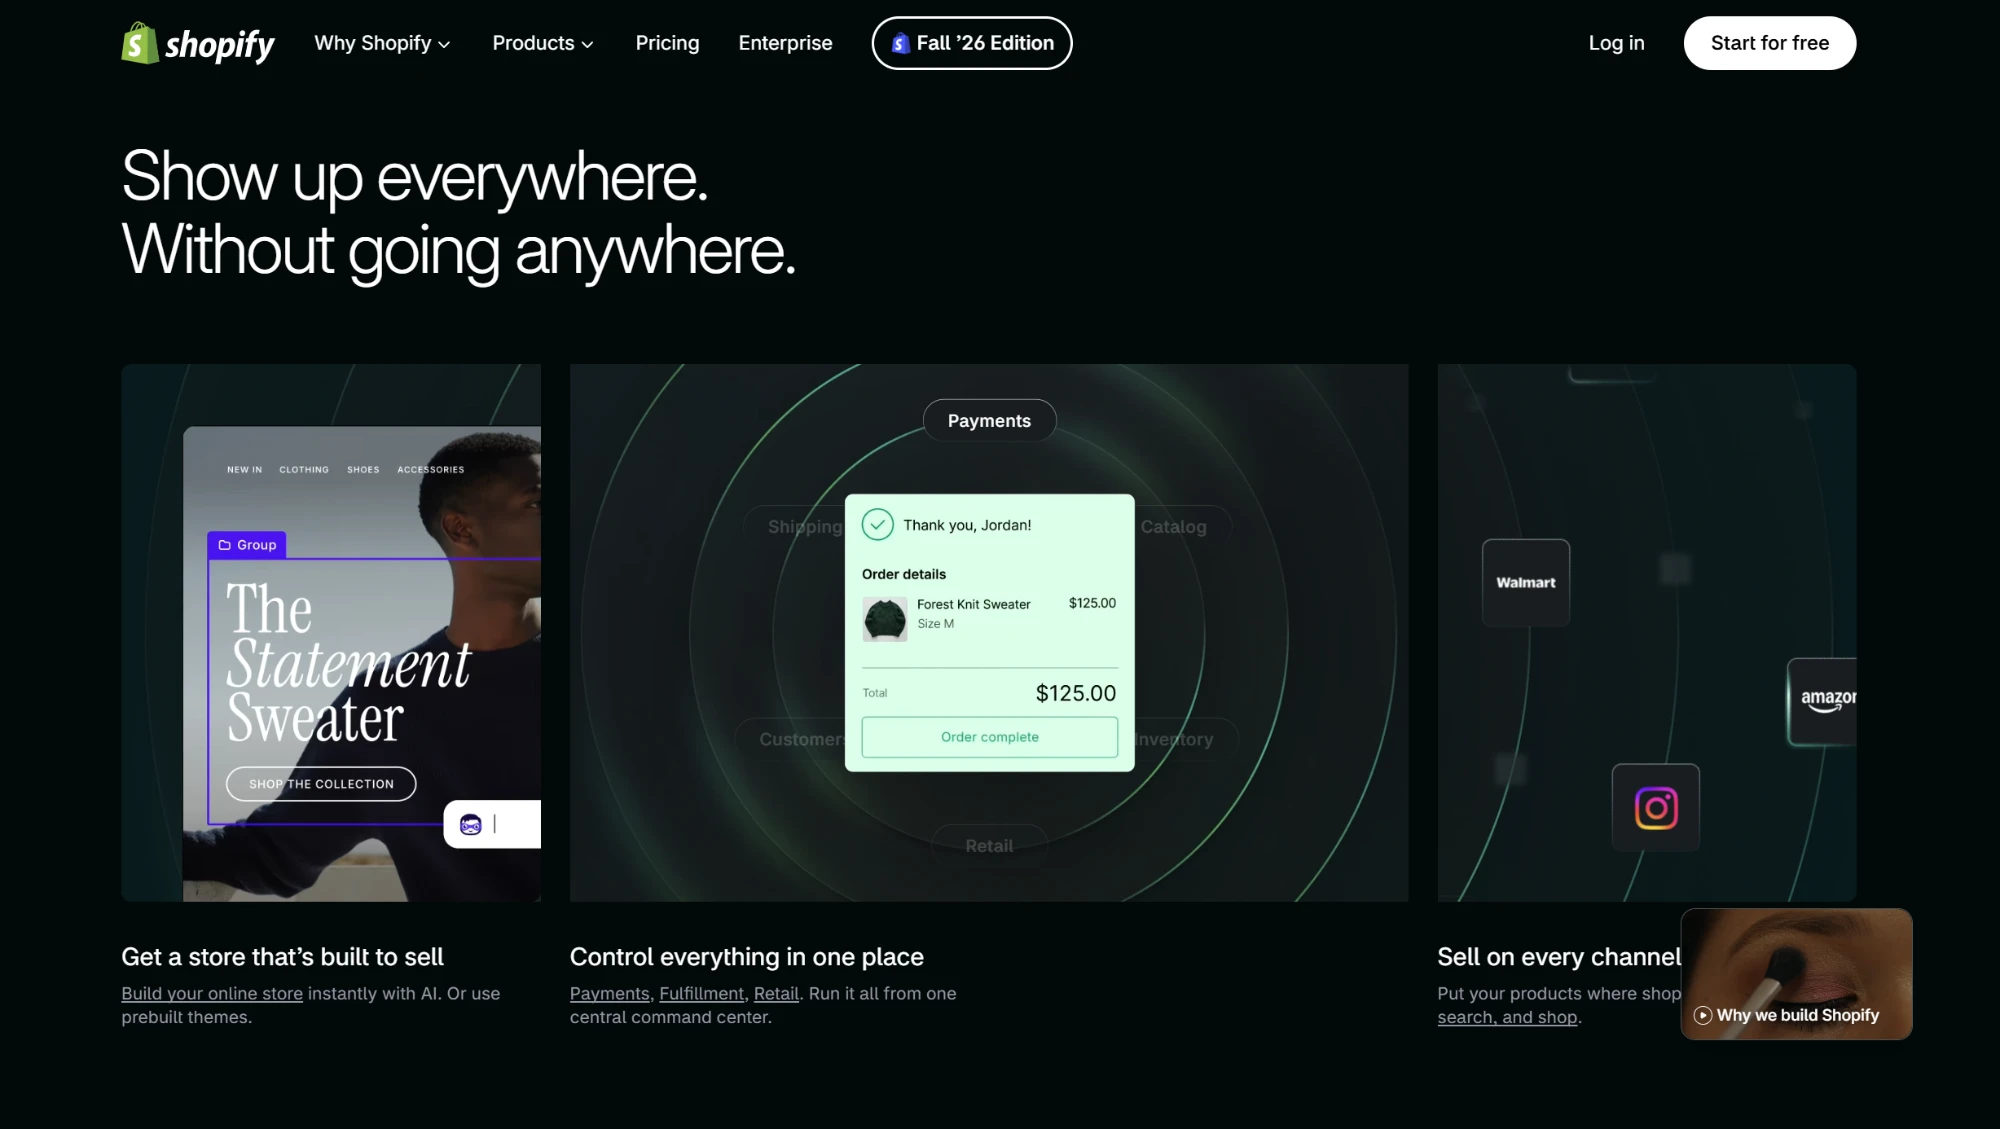 shopify
Why Shopify
Products
Pricing
Enterprise
Fall ’26 Edition
Log in
Start for free
Show up everywhere.
Without going anywhere.
NEW IN
CLOTHING
SHOES
ACCESSORIES
Group
The
Statement
Sweater
SHOP THE COLLECTION
Payments
Shipping
Catalog
Thank you, Jordan!
Order details
Forest Knit Sweater
$125.00
Size M
Total
$125.00
Order complete
Customers
Inventory
Retail
Walmart
amazon
Get a store that’s built to sell
Build your online store instantly with AI. Or use
prebuilt themes.
Control everything in one place
Payments, Fulfillment, Retail. Run it all from one
central command center.
Sell on every channel
Put your products where shop
search, and shop.
Why we build Shopify